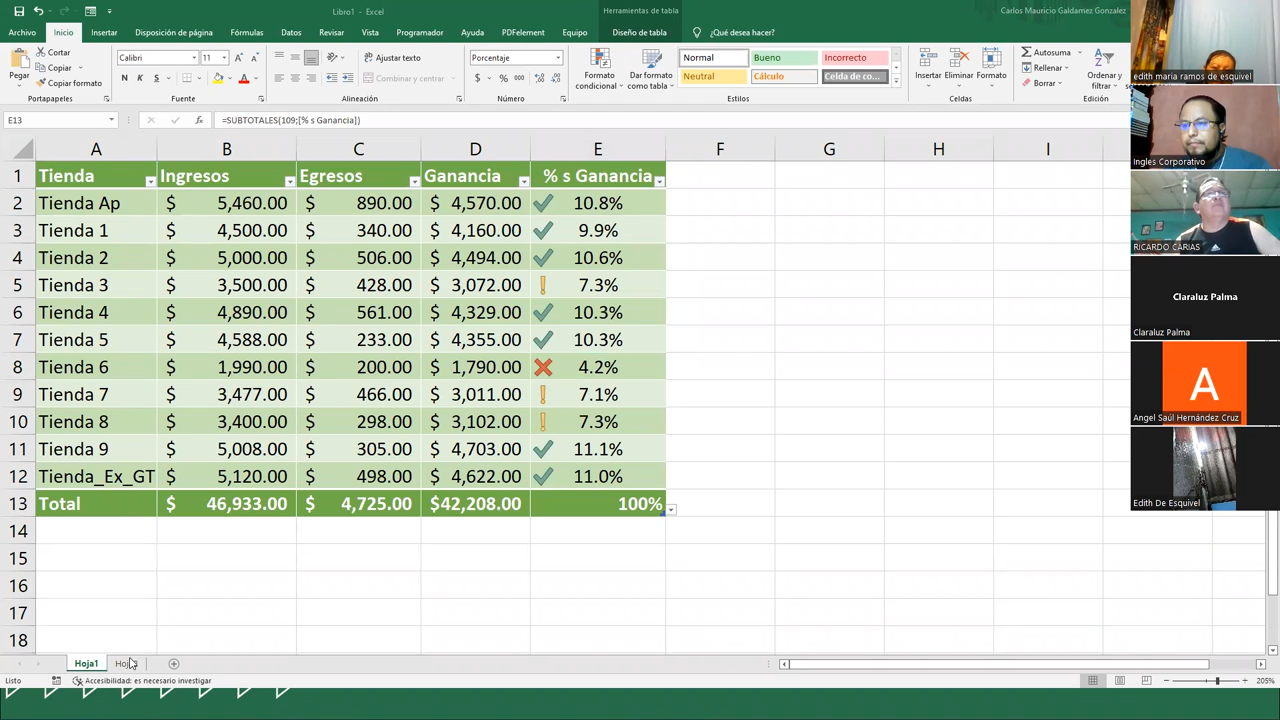 Libro1 - Excel
Herramientas de tabla
Carlos Mauricio Galdamez Gonzalez
Archivo Inicio Insertar Disposición de página Fórmulas Datos Revisar Vista Programador Ayuda PDFelement Equipo Diseño de tabla ¿Qué desea hacer?
Pegar
Cortar
Copiar
Copiar formato
Portapapeles
Calibri 11
N K S
Fuente
Ajustar texto
Combinar y centrar
Alineación
Porcentaje
$ % 000
Número
Formato condicional
Dar formato como tabla
Normal Bueno Incorrecto
Neutral Cálculo Celda de co...
Estilos
Insertar Eliminar Formato
Celdas
Autosuma
Rellenar
Borrar
Ordenar y filtrar
Edición
E13 fx =SUBTOTALES(109;[% s Ganancia])
A B C D E F G H I
1 Tienda Ingresos Egresos Ganancia % s Ganancia
2 Tienda Ap $ 5,460.00 $ 890.00 $ 4,570.00 10.8%
3 Tienda 1 $ 4,500.00 $ 340.00 $ 4,160.00 9.9%
4 Tienda 2 $ 5,000.00 $ 506.00 $ 4,494.00 10.6%
5 Tienda 3 $ 3,500.00 $ 428.00 $ 3,072.00 7.3%
6 Tienda 4 $ 4,890.00 $ 561.00 $ 4,329.00 10.3%
7 Tienda 5 $ 4,588.00 $ 233.00 $ 4,355.00 10.3%
8 Tienda 6 $ 1,990.00 $ 200.00 $ 1,790.00 4.2%
9 Tienda 7 $ 3,477.00 $ 466.00 $ 3,011.00 7.1%
10 Tienda 8 $ 3,400.00 $ 298.00 $ 3,102.00 7.3%
11 Tienda 9 $ 5,008.00 $ 305.00 $ 4,703.00 11.1%
12 Tienda_Ex_GT $ 5,120.00 $ 498.00 $ 4,622.00 11.0%
13 Total $ 46,933.00 $ 4,725.00 $42,208.00 100%
14
15
16
17
18
Hoja1
Listo
Accesibilidad: es necesario investigar
205%
edith maria ramos de esquivel
Ingles Corporativo
RICARDO CARIAS
Claraluz Palma
Claraluz Palma
A
Angel Saúl Hernández Cruz
Edith De Esquivel